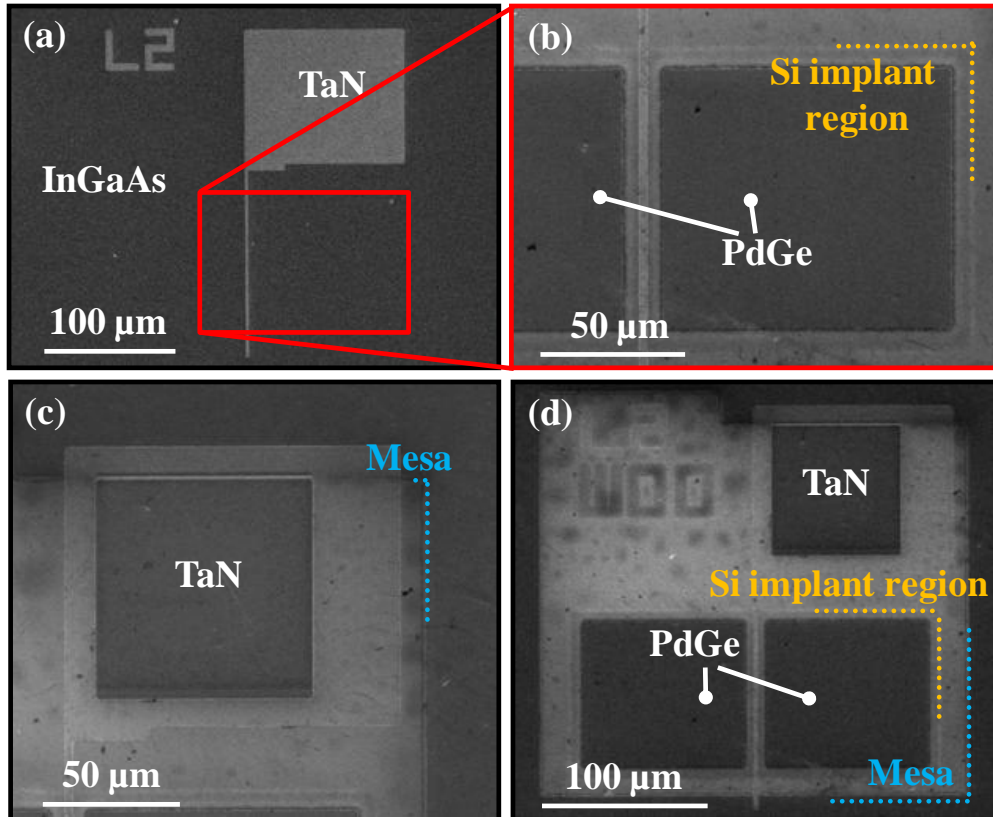 (a)
L2
TaN
InGaAs
100 μm
(b)
Si implant
region
PdGe
50 μm
(c)
Mesa
TaN
50 μm
(d)
TaN
Si implant region
PdGe
100 μm
Mesa